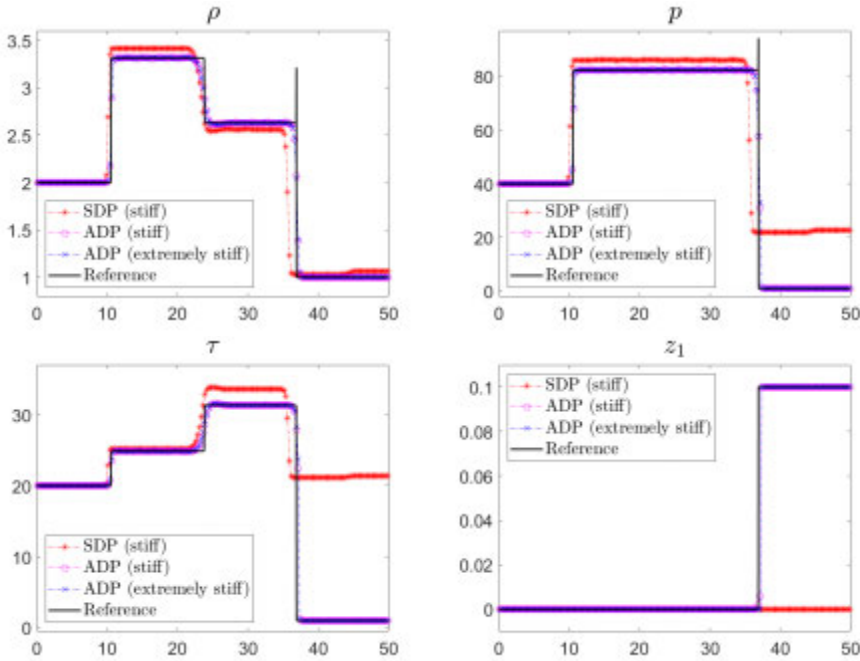 ρ
p
3.5
3
2.5
2
1.5
1
80
60
40
20
0
SDP (stiff)
ADP (stiff)
ADP (extremely stiff)
Reference
SDP (stiff)
ADP (stiff)
ADP (extremely stiff)
Reference
0 10 20 30 40 50
0 10 20 30 40 50
τ
z₁
30
20
10
0
0.1
0.08
0.06
0.04
0.02
0
SDP (stiff)
ADP (stiff)
ADP (extremely stiff)
Reference
SDP (stiff)
ADP (stiff)
ADP (extremely stiff)
Reference
0 10 20 30 40 50
0 10 20 30 40 50